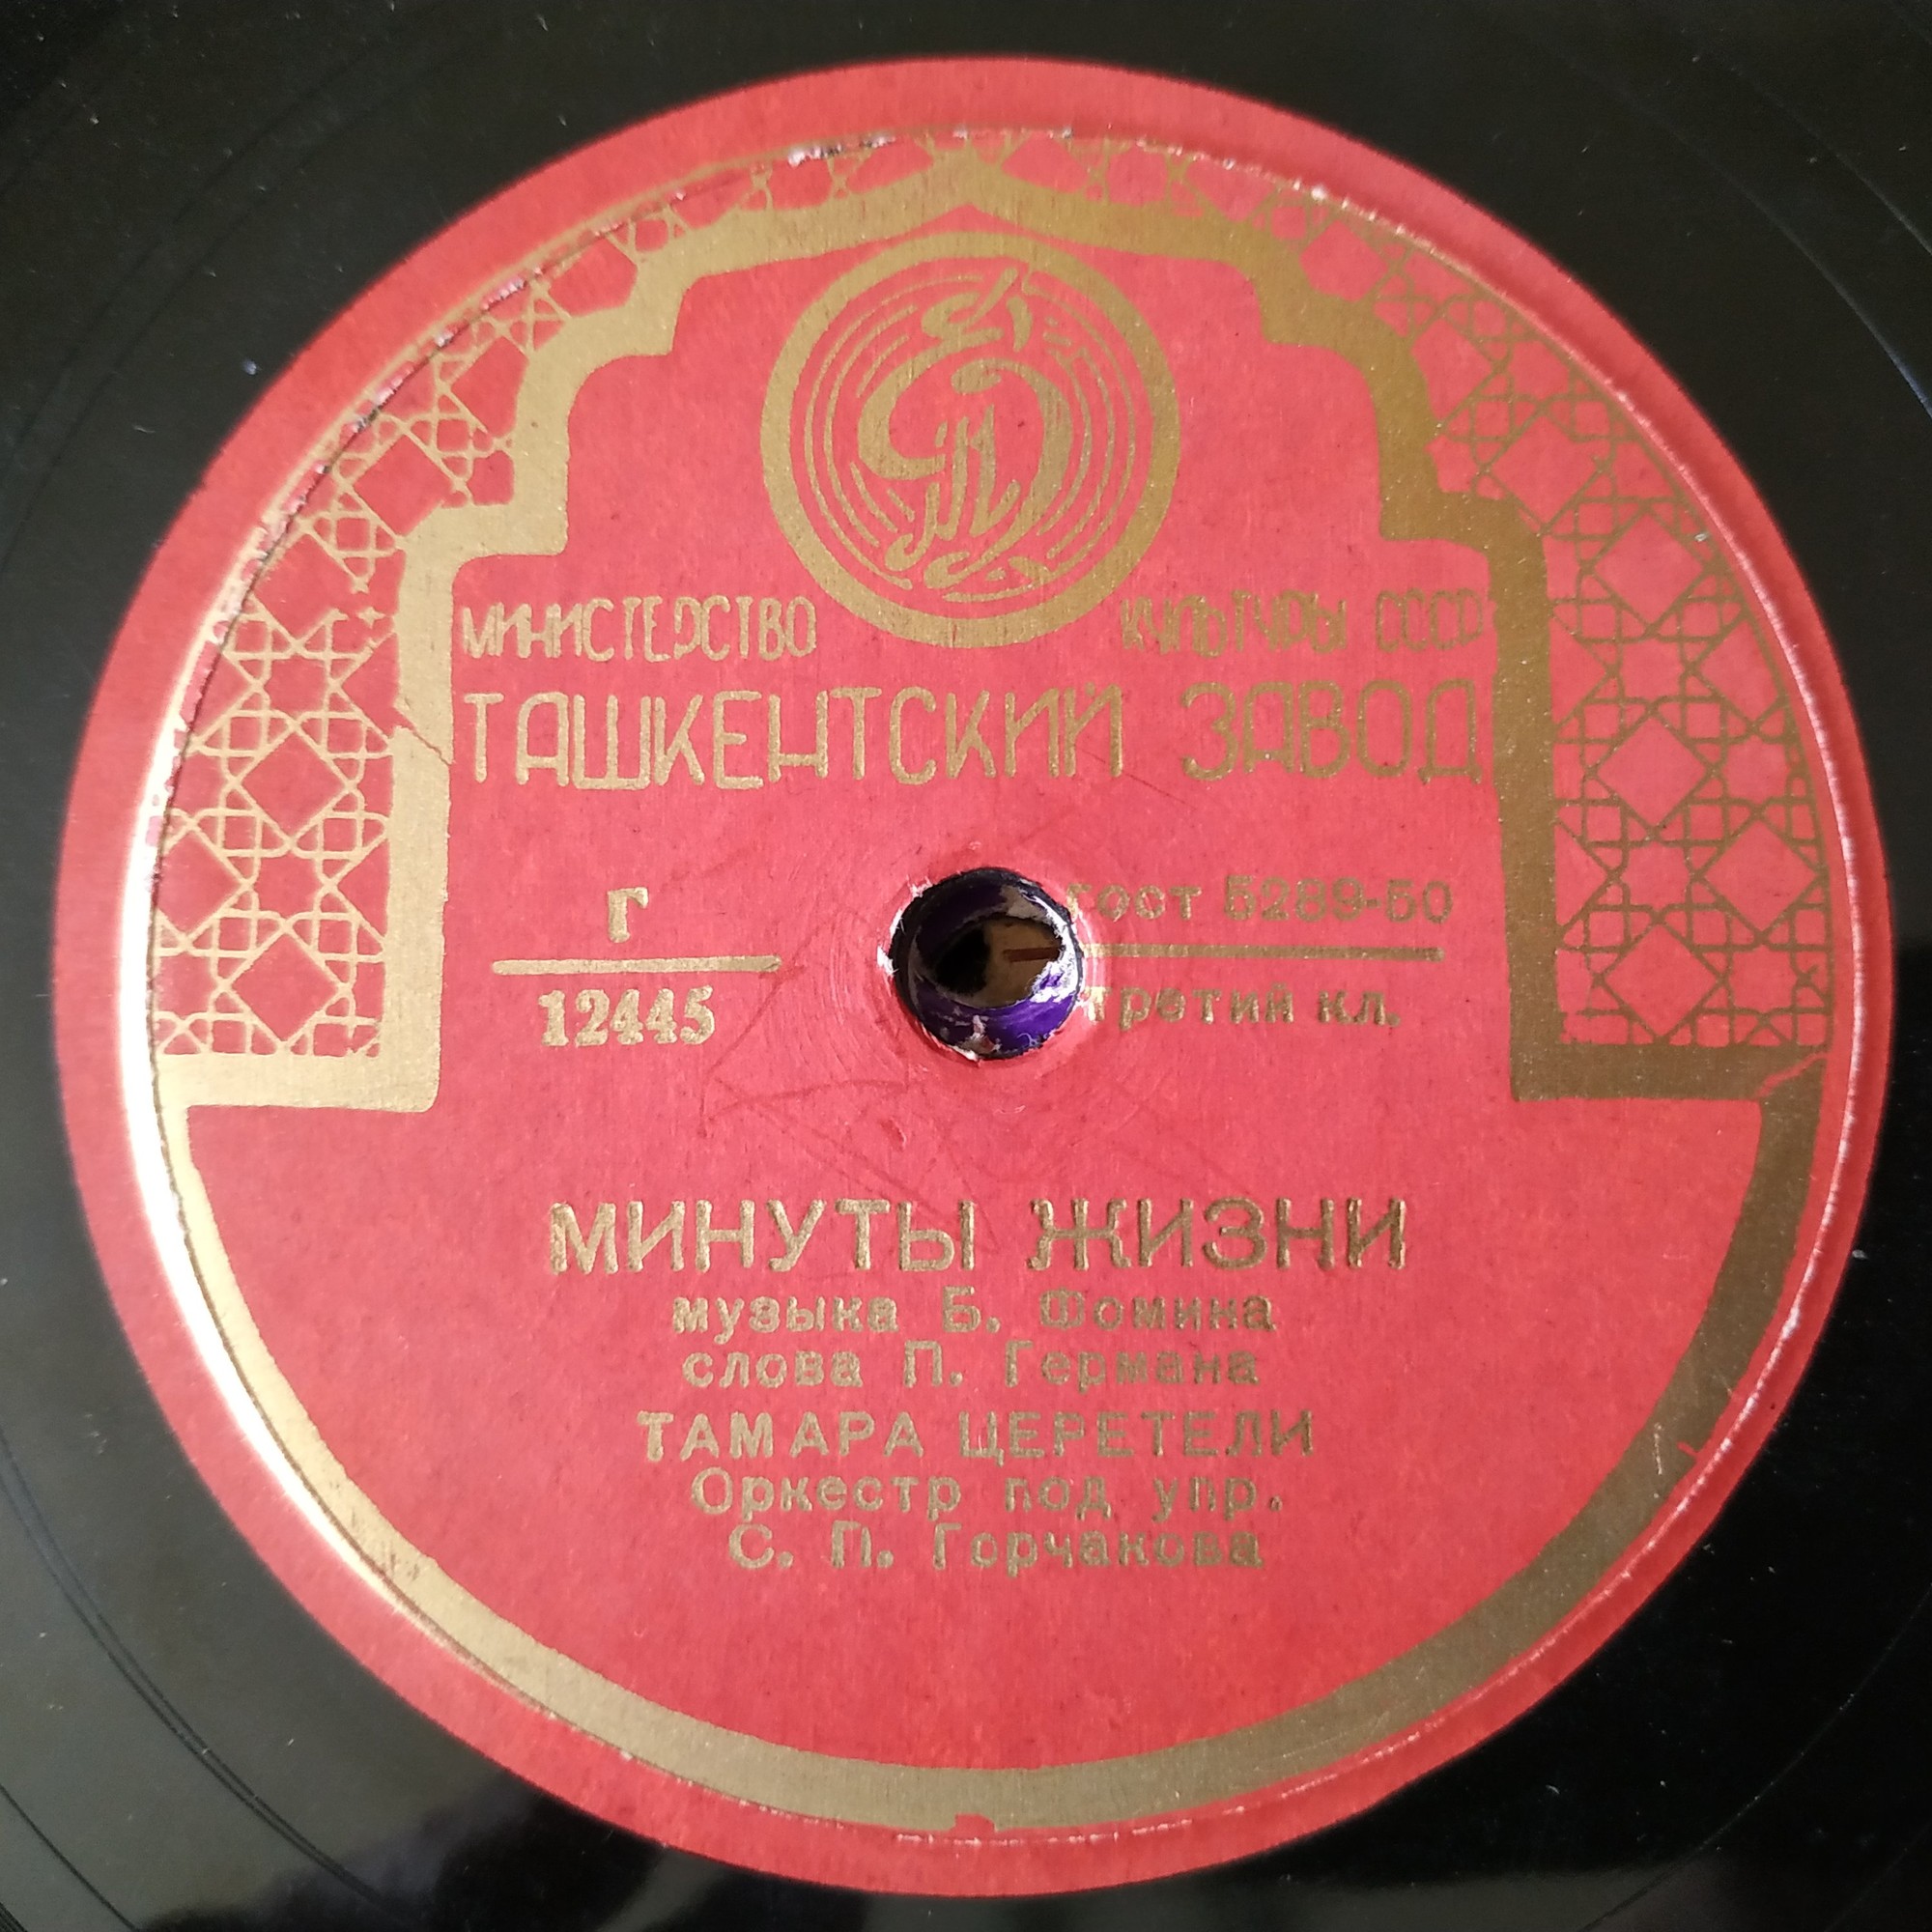 МИНИСТЕРСТВО КУЛЬТУРЫ СССР
ТАШКЕНТСКИЙ ЗАВОД
Г
12445
ГОСТ 5289-50
третий кл.
МИНУТЫ ЖИЗНИ
музыка Б. Фомина
слова П. Германа
ТАМАРА ЦЕРЕТЕЛИ
Оркестр под упр.
С. П. Горчакова